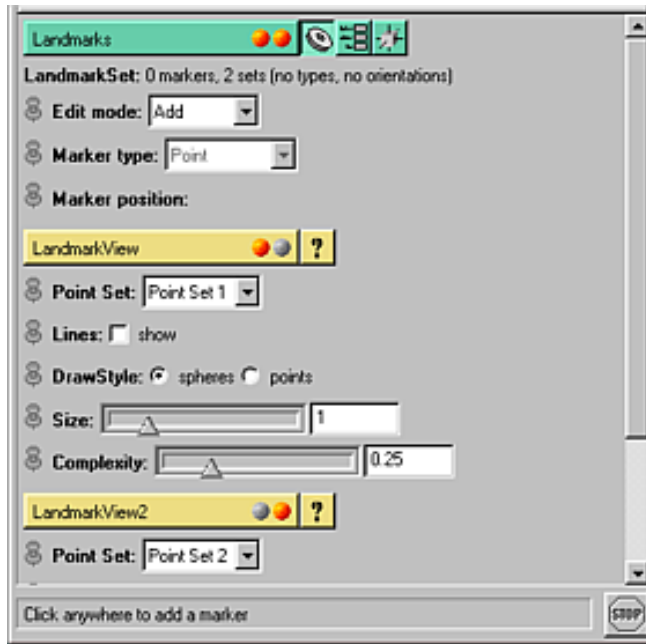 Landmarks
LandmarkSet: 0 markers, 2 sets (no types, no orientations)
Edit mode: Add
Marker type: Point
Marker position:
LandmarkView ?
Point Set: Point Set 1
Lines: show
DrawStyle: spheres points
Size: 1
Complexity: 0.25
LandmarkView2 ?
Point Set: Point Set 2
Click anywhere to add a marker STOP